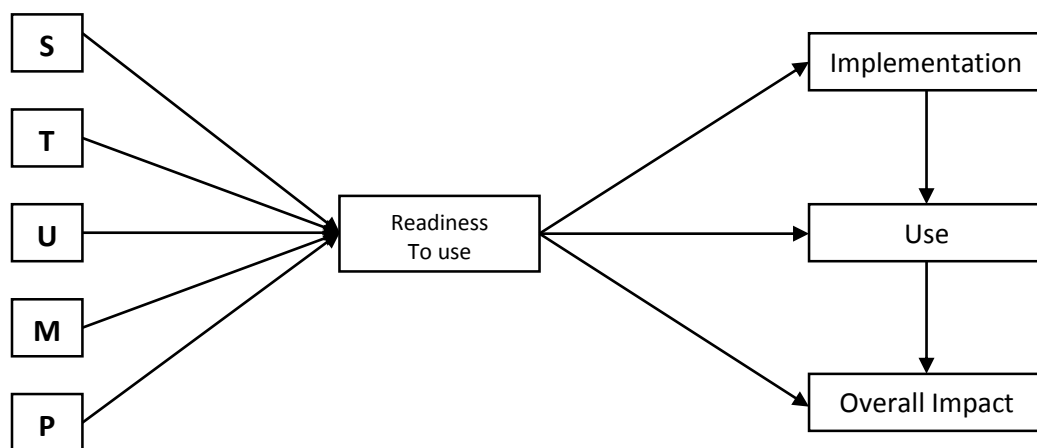 S
T
U
M
P
Readiness
To use
Implementation
Use
Overall Impact